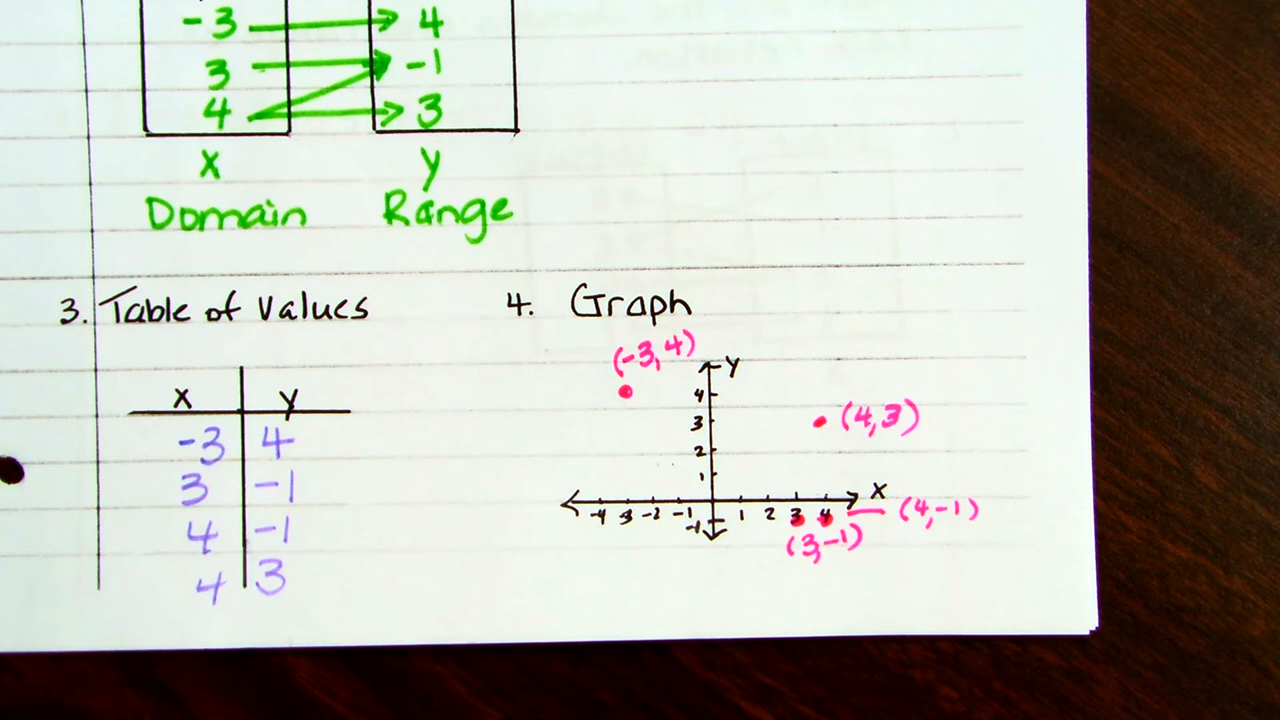 -3 4
3 -1
4 3
x y
Domain Range
3. Table of Values
x y
-3 4
3 -1
4 -1
4 3
4. Graph
(-3,4)
y
4
3
2
1
(4,3)
x
-4 -3 -2 -1 1 2 3 4
-1
(4,-1)
(3,-1)